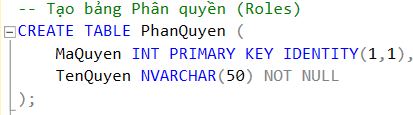 -- Tạo bảng Phân quyền (Roles)
CREATE TABLE PhanQuyen (
    MaQuyen INT PRIMARY KEY IDENTITY(1,1),
    TenQuyen NVARCHAR(50) NOT NULL
);